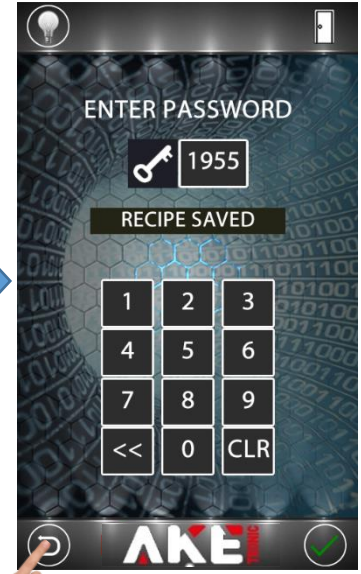 ENTER PASSWORD
1955
RECIPE SAVED
1 2 3
4 5 6
7 8 9
<< 0 CLR
AKE